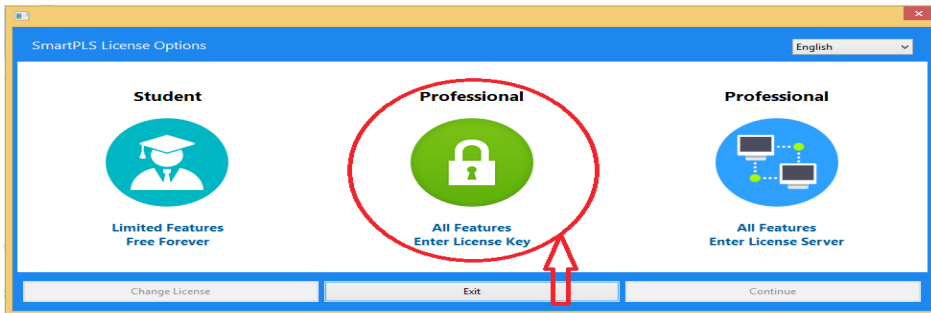 SmartPLS License Options
English
Student
Professional
Professional
Limited Features
Free Forever
All Features
Enter License Key
All Features
Enter License Server
Change License
Exit
Continue